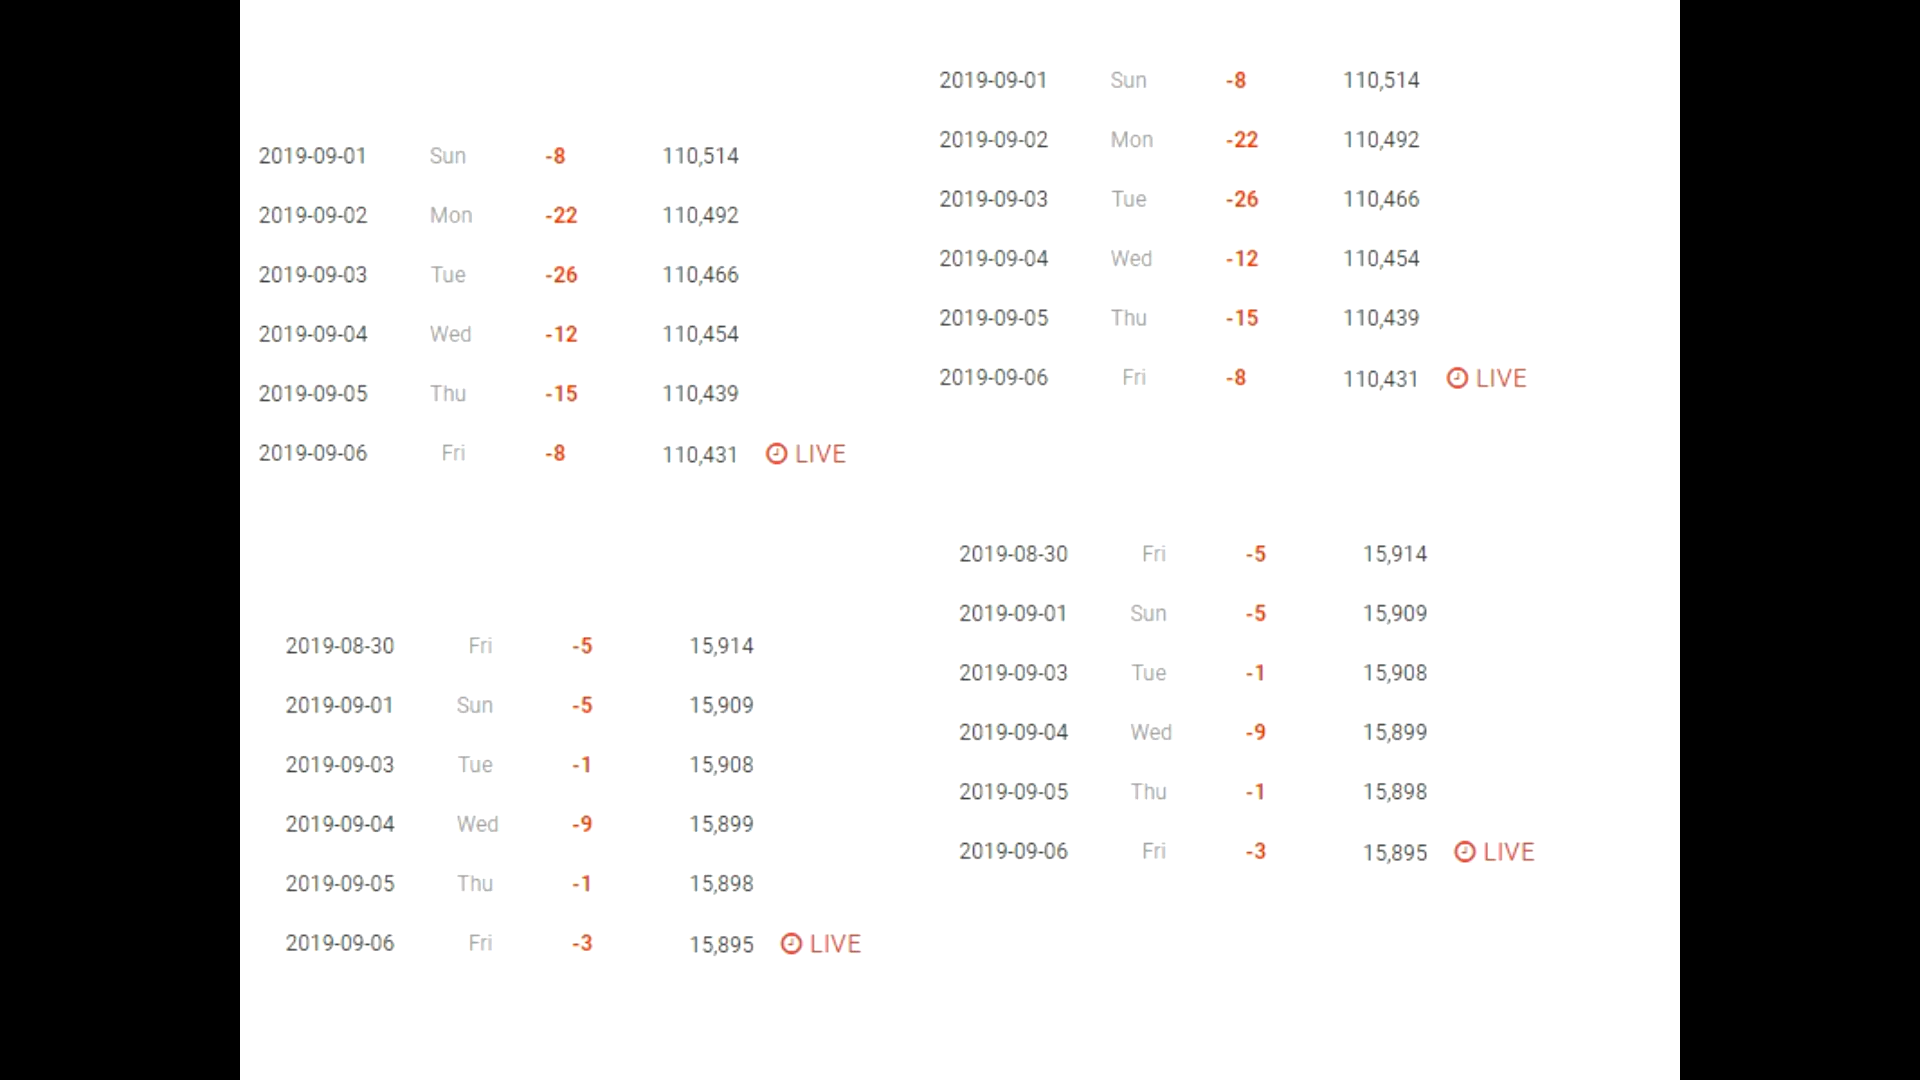 2019-09-01 Sun -8 110,514
2019-09-02 Mon -22 110,492
2019-09-03 Tue -26 110,466
2019-09-04 Wed -12 110,454
2019-09-05 Thu -15 110,439
2019-09-06 Fri -8 110,431 LIVE
2019-09-01 Sun -8 110,514
2019-09-02 Mon -22 110,492
2019-09-03 Tue -26 110,466
2019-09-04 Wed -12 110,454
2019-09-05 Thu -15 110,439
2019-09-06 Fri -8 110,431 LIVE
2019-08-30 Fri -5 15,914
2019-09-01 Sun -5 15,909
2019-09-03 Tue -1 15,908
2019-09-04 Wed -9 15,899
2019-09-05 Thu -1 15,898
2019-09-06 Fri -3 15,895 LIVE
2019-08-30 Fri -5 15,914
2019-09-01 Sun -5 15,909
2019-09-03 Tue -1 15,908
2019-09-04 Wed -9 15,899
2019-09-05 Thu -1 15,898
2019-09-06 Fri -3 15,895 LIVE